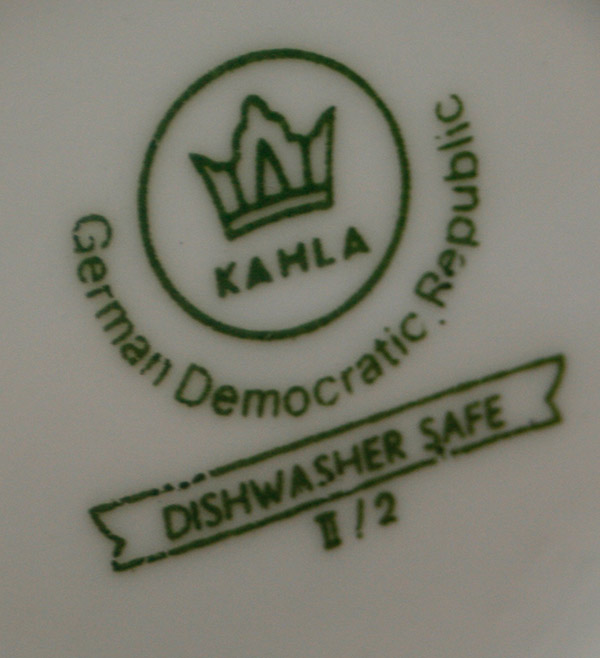 KAHLA
German Democratic Republic
DISHWASHER SAFE
II/2